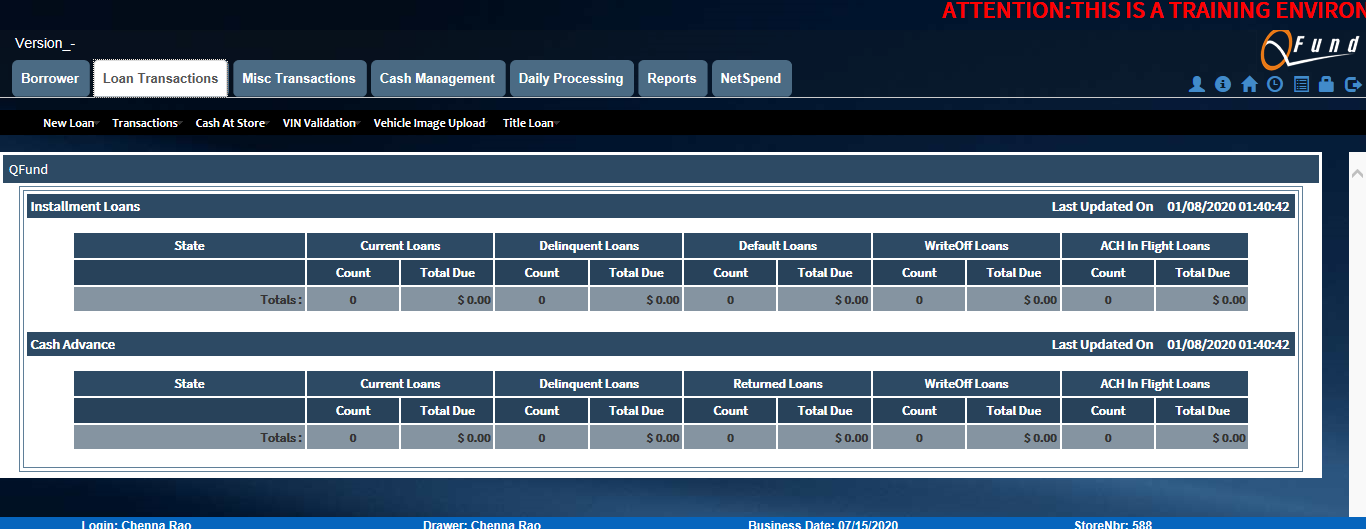 ATTENTION:THIS IS A TRAINING ENVIRON
Version_-
QFund
Borrower Loan Transactions Misc Transactions Cash Management Daily Processing Reports NetSpend
New Loan Transactions Cash At Store VIN Validation Vehicle Image Upload Title Loan
QFund
Installment Loans Last Updated On 01/08/2020 01:40:42
State Current Loans Delinquent Loans Default Loans WriteOff Loans ACH In Flight Loans
Count Total Due Count Total Due Count Total Due Count Total Due Count Total Due
Totals : 0 $ 0.00 0 $ 0.00 0 $ 0.00 0 $ 0.00 0 $ 0.00
Cash Advance Last Updated On 01/08/2020 01:40:42
State Current Loans Delinquent Loans Returned Loans WriteOff Loans ACH In Flight Loans
Count Total Due Count Total Due Count Total Due Count Total Due Count Total Due
Totals : 0 $ 0.00 0 $ 0.00 0 $ 0.00 0 $ 0.00 0 $ 0.00
Login: Chenna Rao Drawer: Chenna Rao Business Date: 07/15/2020 StoreNbr: 588